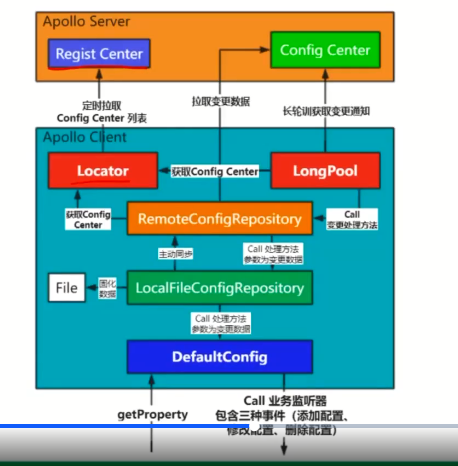 Apollo Server
Regist Center
Config Center
定时拉取
Config Center 列表
拉取变更数据
长轮训获取变更通知
Apollo Client
Locator
获取Config Center
LongPool
获取Config
Center
RemoteConfigRepository
Call
变更处理方法
主动同步
Call 处理方法
参数为变更数据
File
固化
数据
LocalFileConfigRepository
Call 处理方法
参数为变更数据
DefaultConfig
getProperty
Call 业务监听器
包含三种事件（添加配置、
修改配置、删除配置）